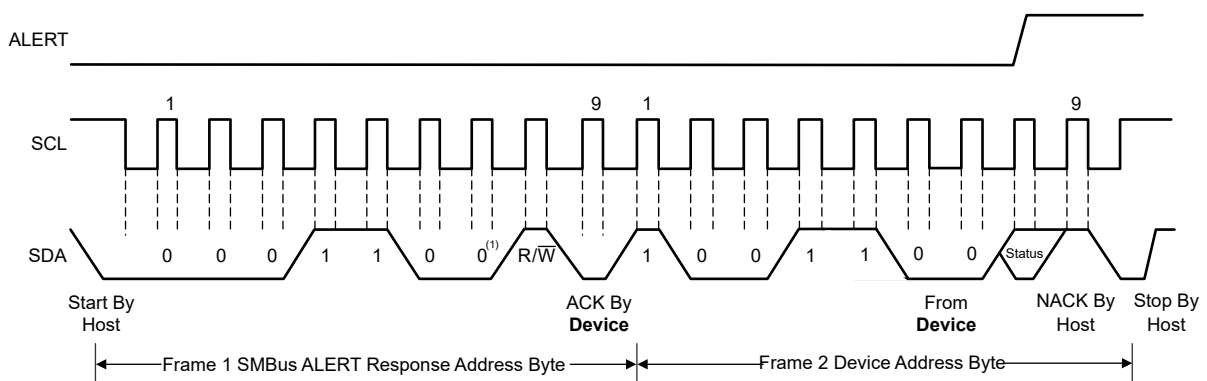 ALERT
1 9 1 9
SCL
SDA
0 0 0 1 1 0 0(1) R/W 1 0 0 1 1 0 0 Status
Start By
Host
ACK By
Device
From
Device
NACK By
Host
Stop By
Host
Frame 1 SMBus ALERT Response Address Byte
Frame 2 Device Address Byte